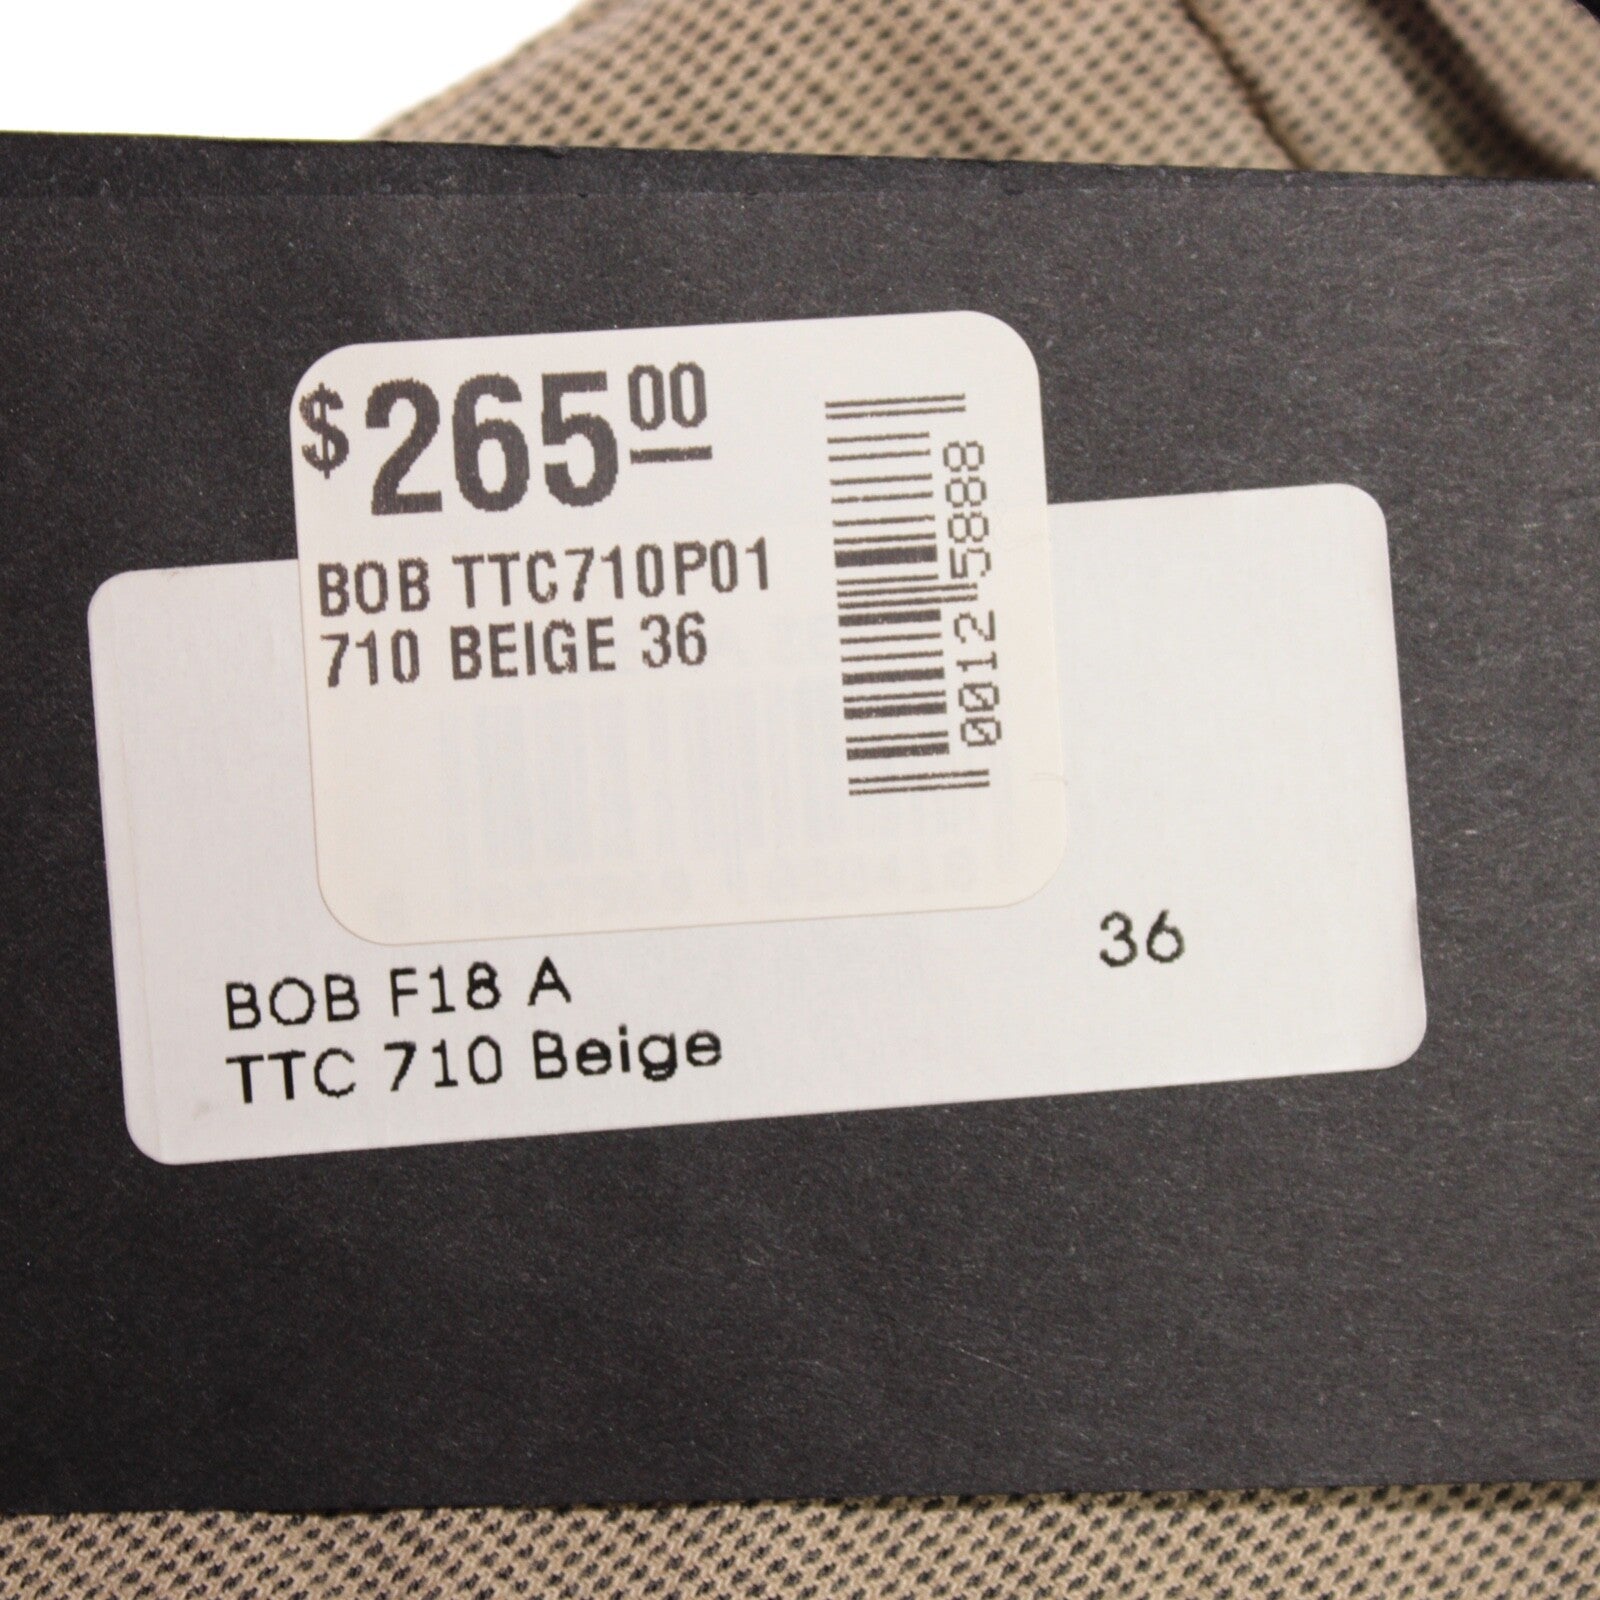 $265.00
BOB TTC710P01
710 BEIGE 36
00125888
36
BOB F18 A
TTC 710 Beige